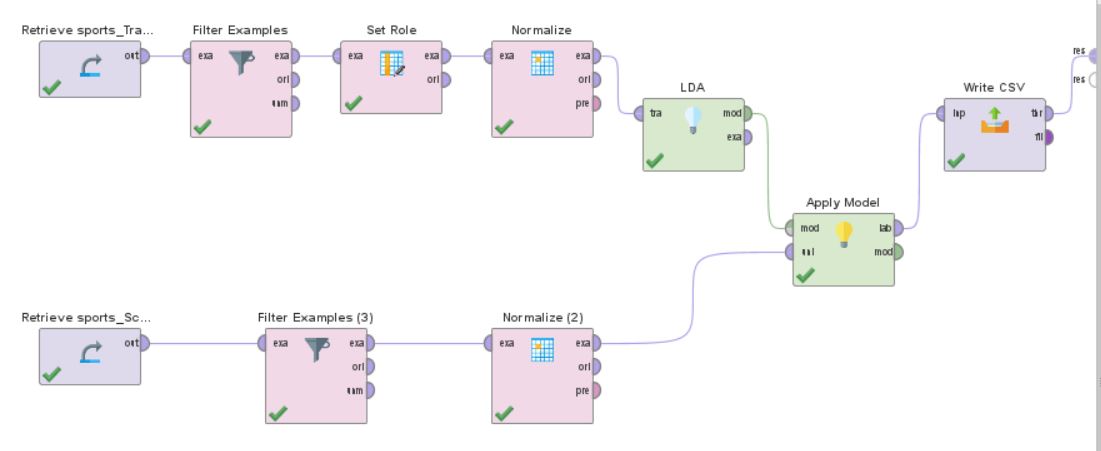 Retrieve sports_Tra...
out
Filter Examples
exa exa
ori
unm
Set Role
exa exa
ori
Normalize
exa exa
ori
pre
LDA
tra mod
exa
Apply Model
mod lab
unl mod
Write CSV
inp thr
fil
res
res
Retrieve sports_Sc...
out
Filter Examples (3)
exa exa
ori
unm
Normalize (2)
exa exa
ori
pre